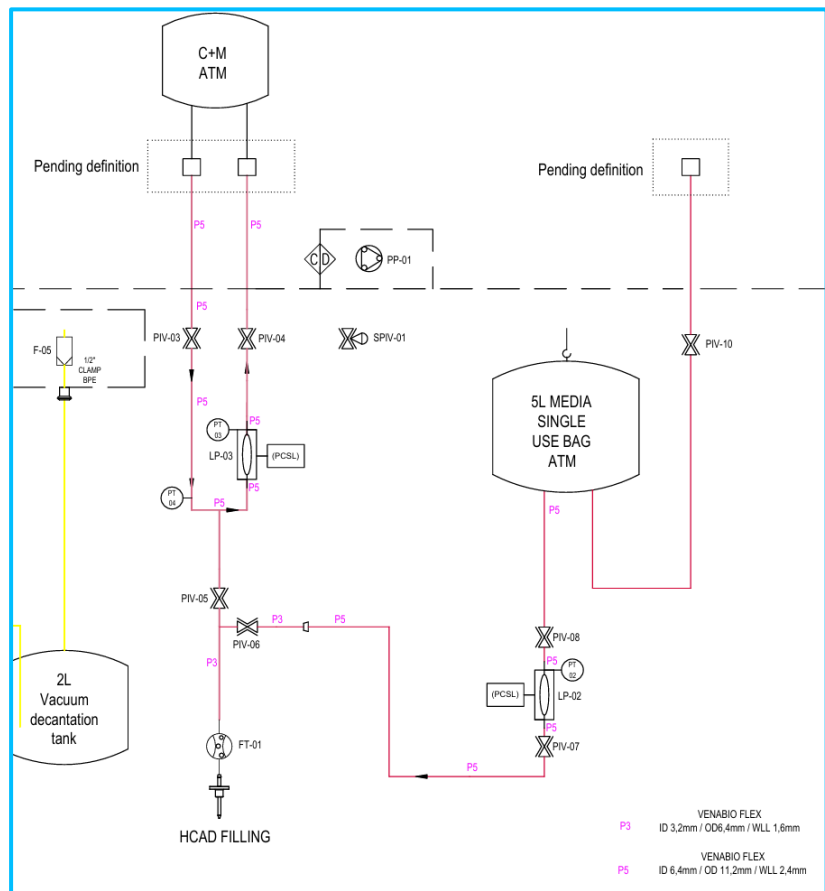 C+M
ATM
Pending definition
Pending definition
P5
P5
C D
PP-01
P5
PIV-03
PIV-04
SPIV-01
PIV-10
F-05
1/2"
CLAMP
BPE
P5
P5
PT
03
LP-03
(PCSL)
P5
PT
04
P5
5L MEDIA
SINGLE
USE BAG
ATM
P5
PIV-05
P3
P5
PIV-06
PIV-08
P3
P5
PT
02
(PCSL)
LP-02
P5
PIV-07
P5
2L
Vacuum
decantation
tank
FT-01
HCAD FILLING
VENABIO FLEX
P3 ID 3,2mm / OD6,4mm / WLL 1,6mm
VENABIO FLEX
P5 ID 6,4mm / OD 11,2mm / WLL 2,4mm